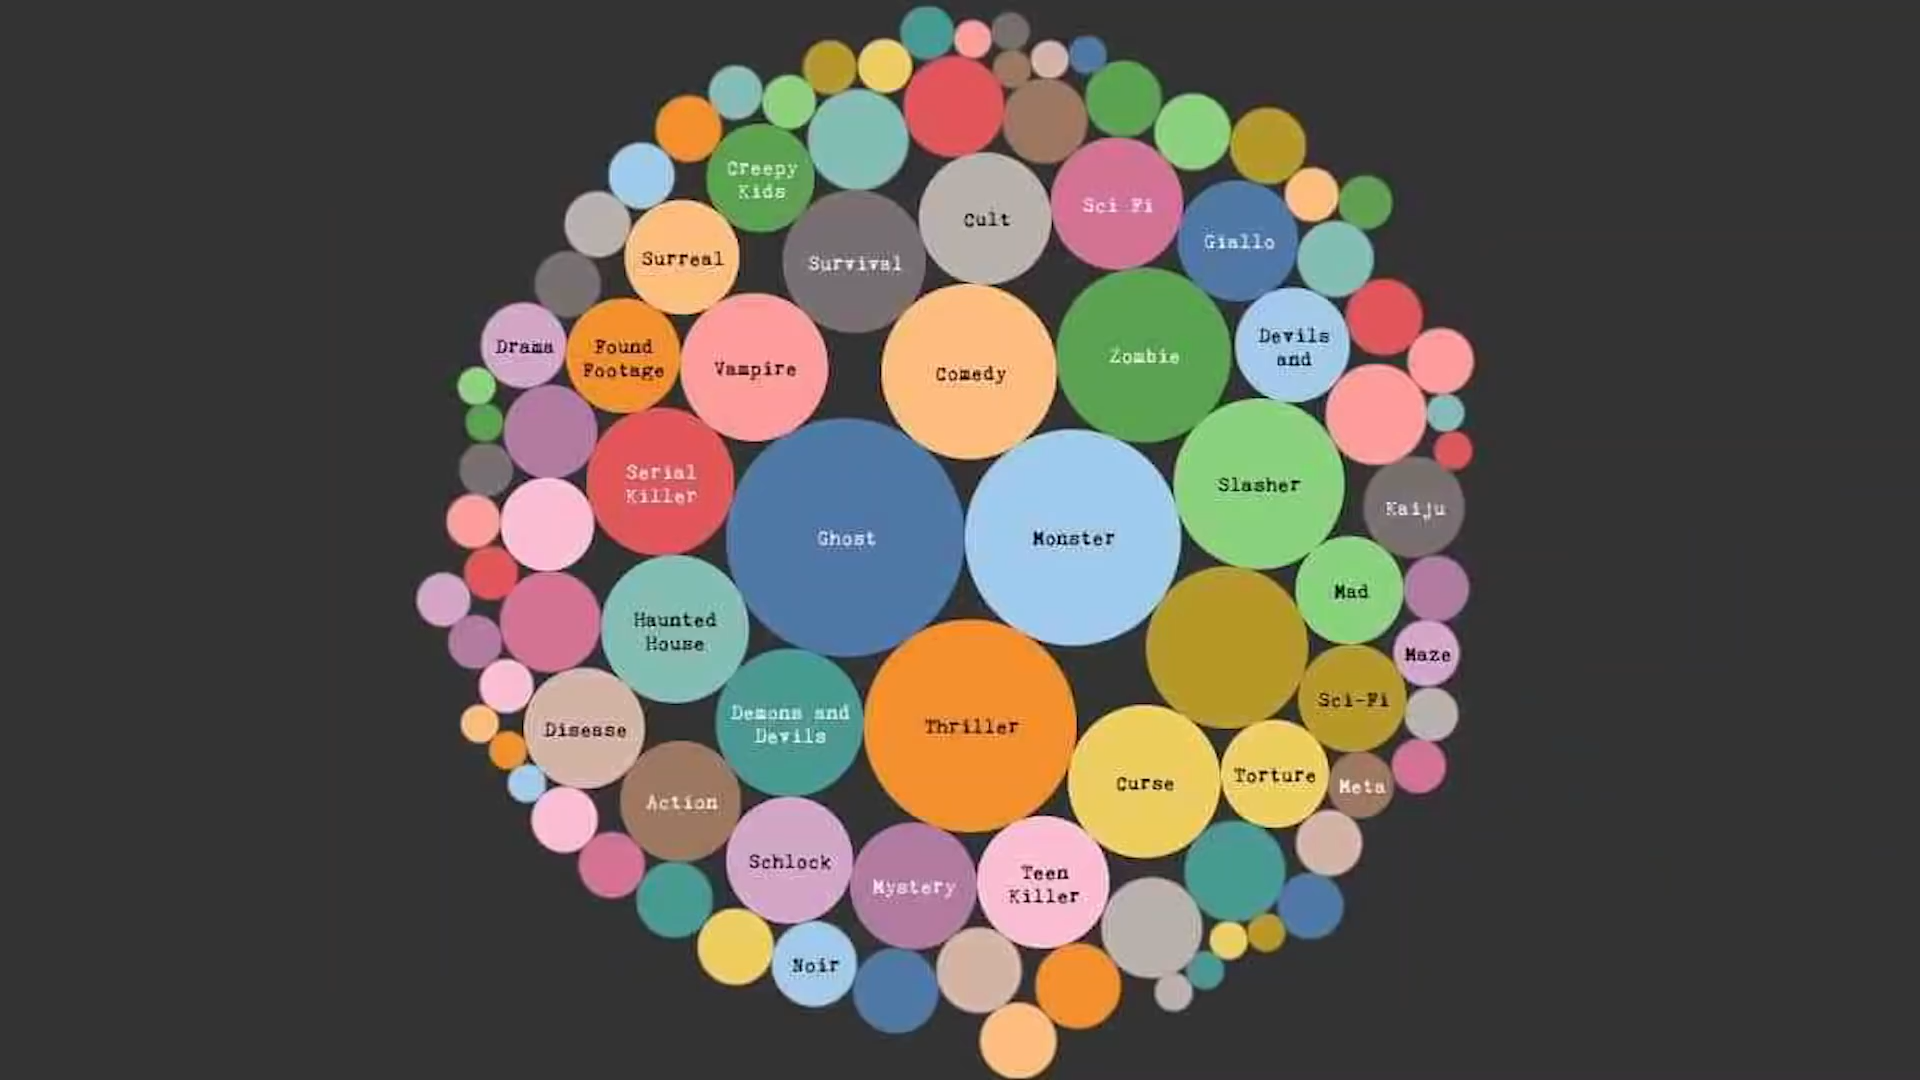 Creepy
Kids
Cult
Sci Fi
Giallo
Surreal
Survival
Drama
Found
Footage
Vampire
Comedy
Zombie
Devils
and
Serial
Killer
Ghost
Monster
Slasher
Kaiju
Haunted
House
Mad
Maze
Disease
Demons and
Devils
Thriller
Sci-Fi
Action
Curse
Torture
Meta
Schlock
Mystery
Teen
Killer
Noir